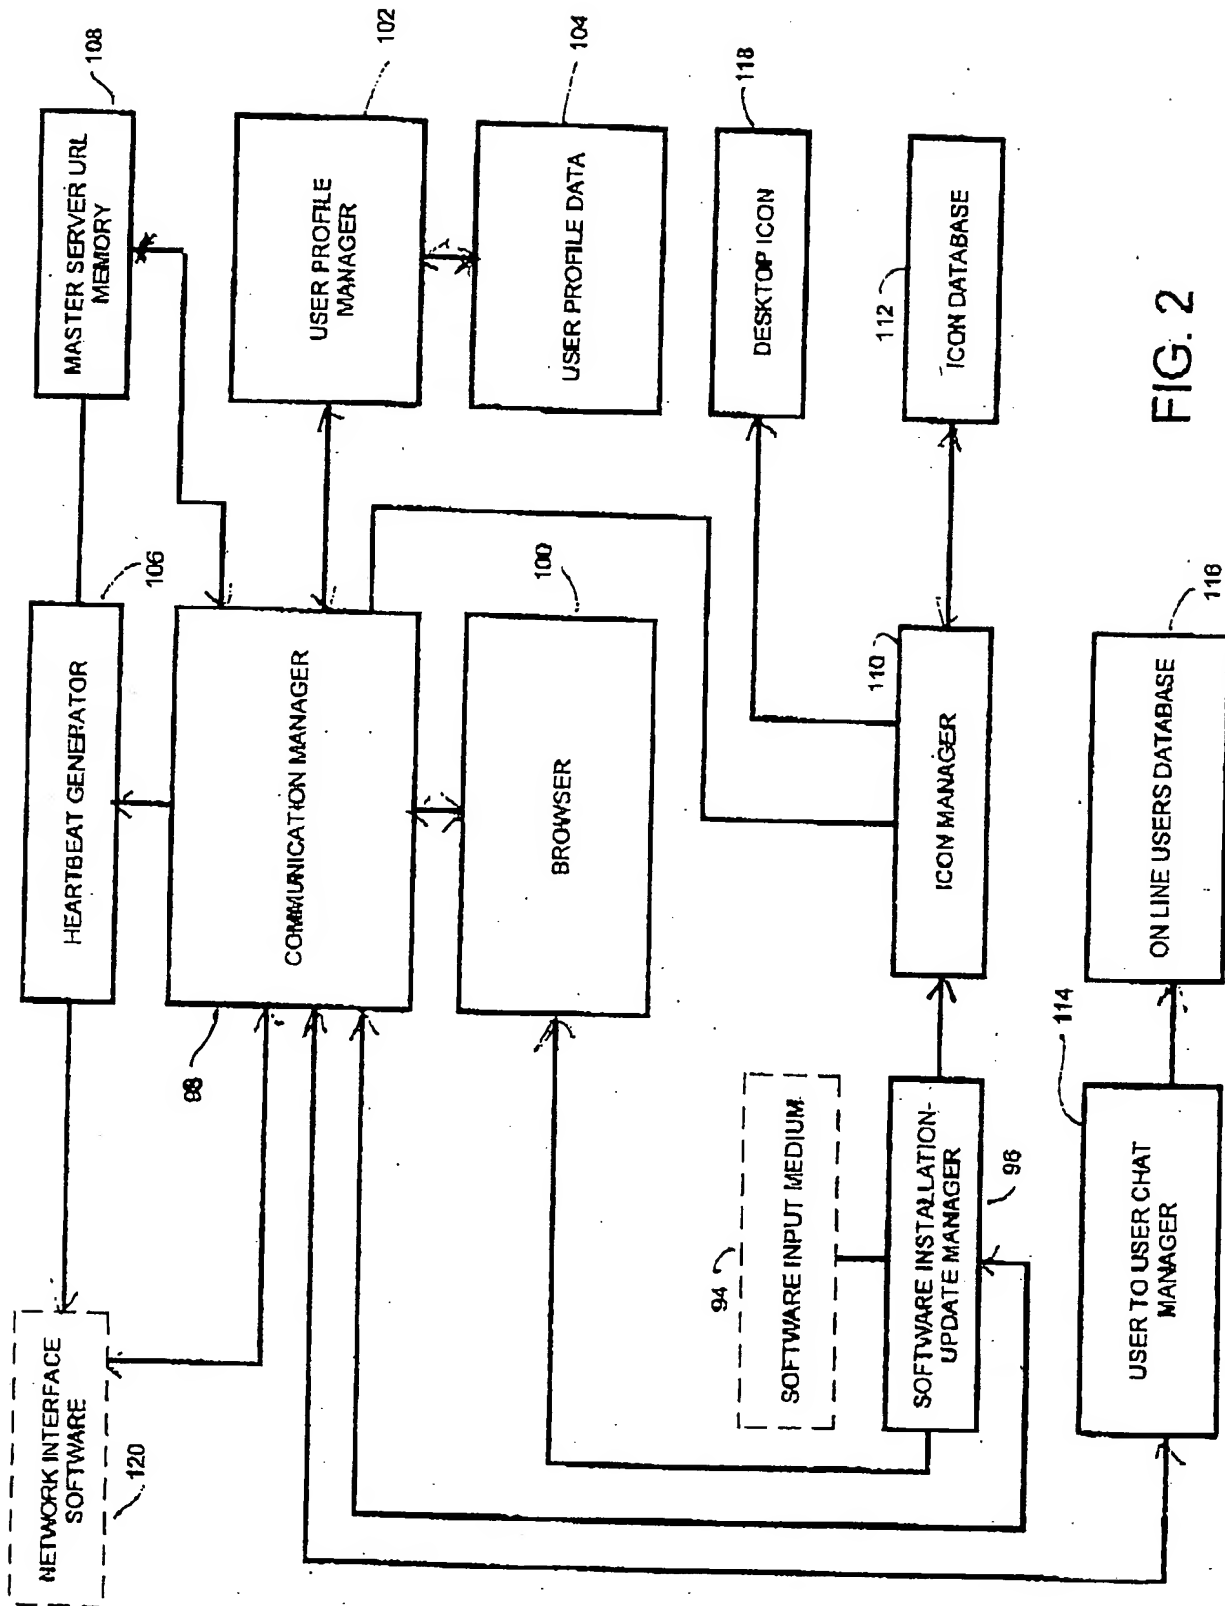 NETWORK INTERFACE
SOFTWARE
120
HEARTBEAT GENERATOR
106
MASTER SERVER URL
MEMORY
108
98
COMMUNICATION MANAGER
USER PROFILE
MANAGER
102
BROWSER
100
USER PROFILE DATA
104
94
SOFTWARE INPUT MEDIUM
DESKTOP ICON
118
SOFTWARE INSTALLATION-
UPDATE MANAGER
96
ICON MANAGER
110
ICON DATABASE
112
USER TO USER CHAT
MANAGER
114
ON LINE USERS DATABASE
116
FIG. 2